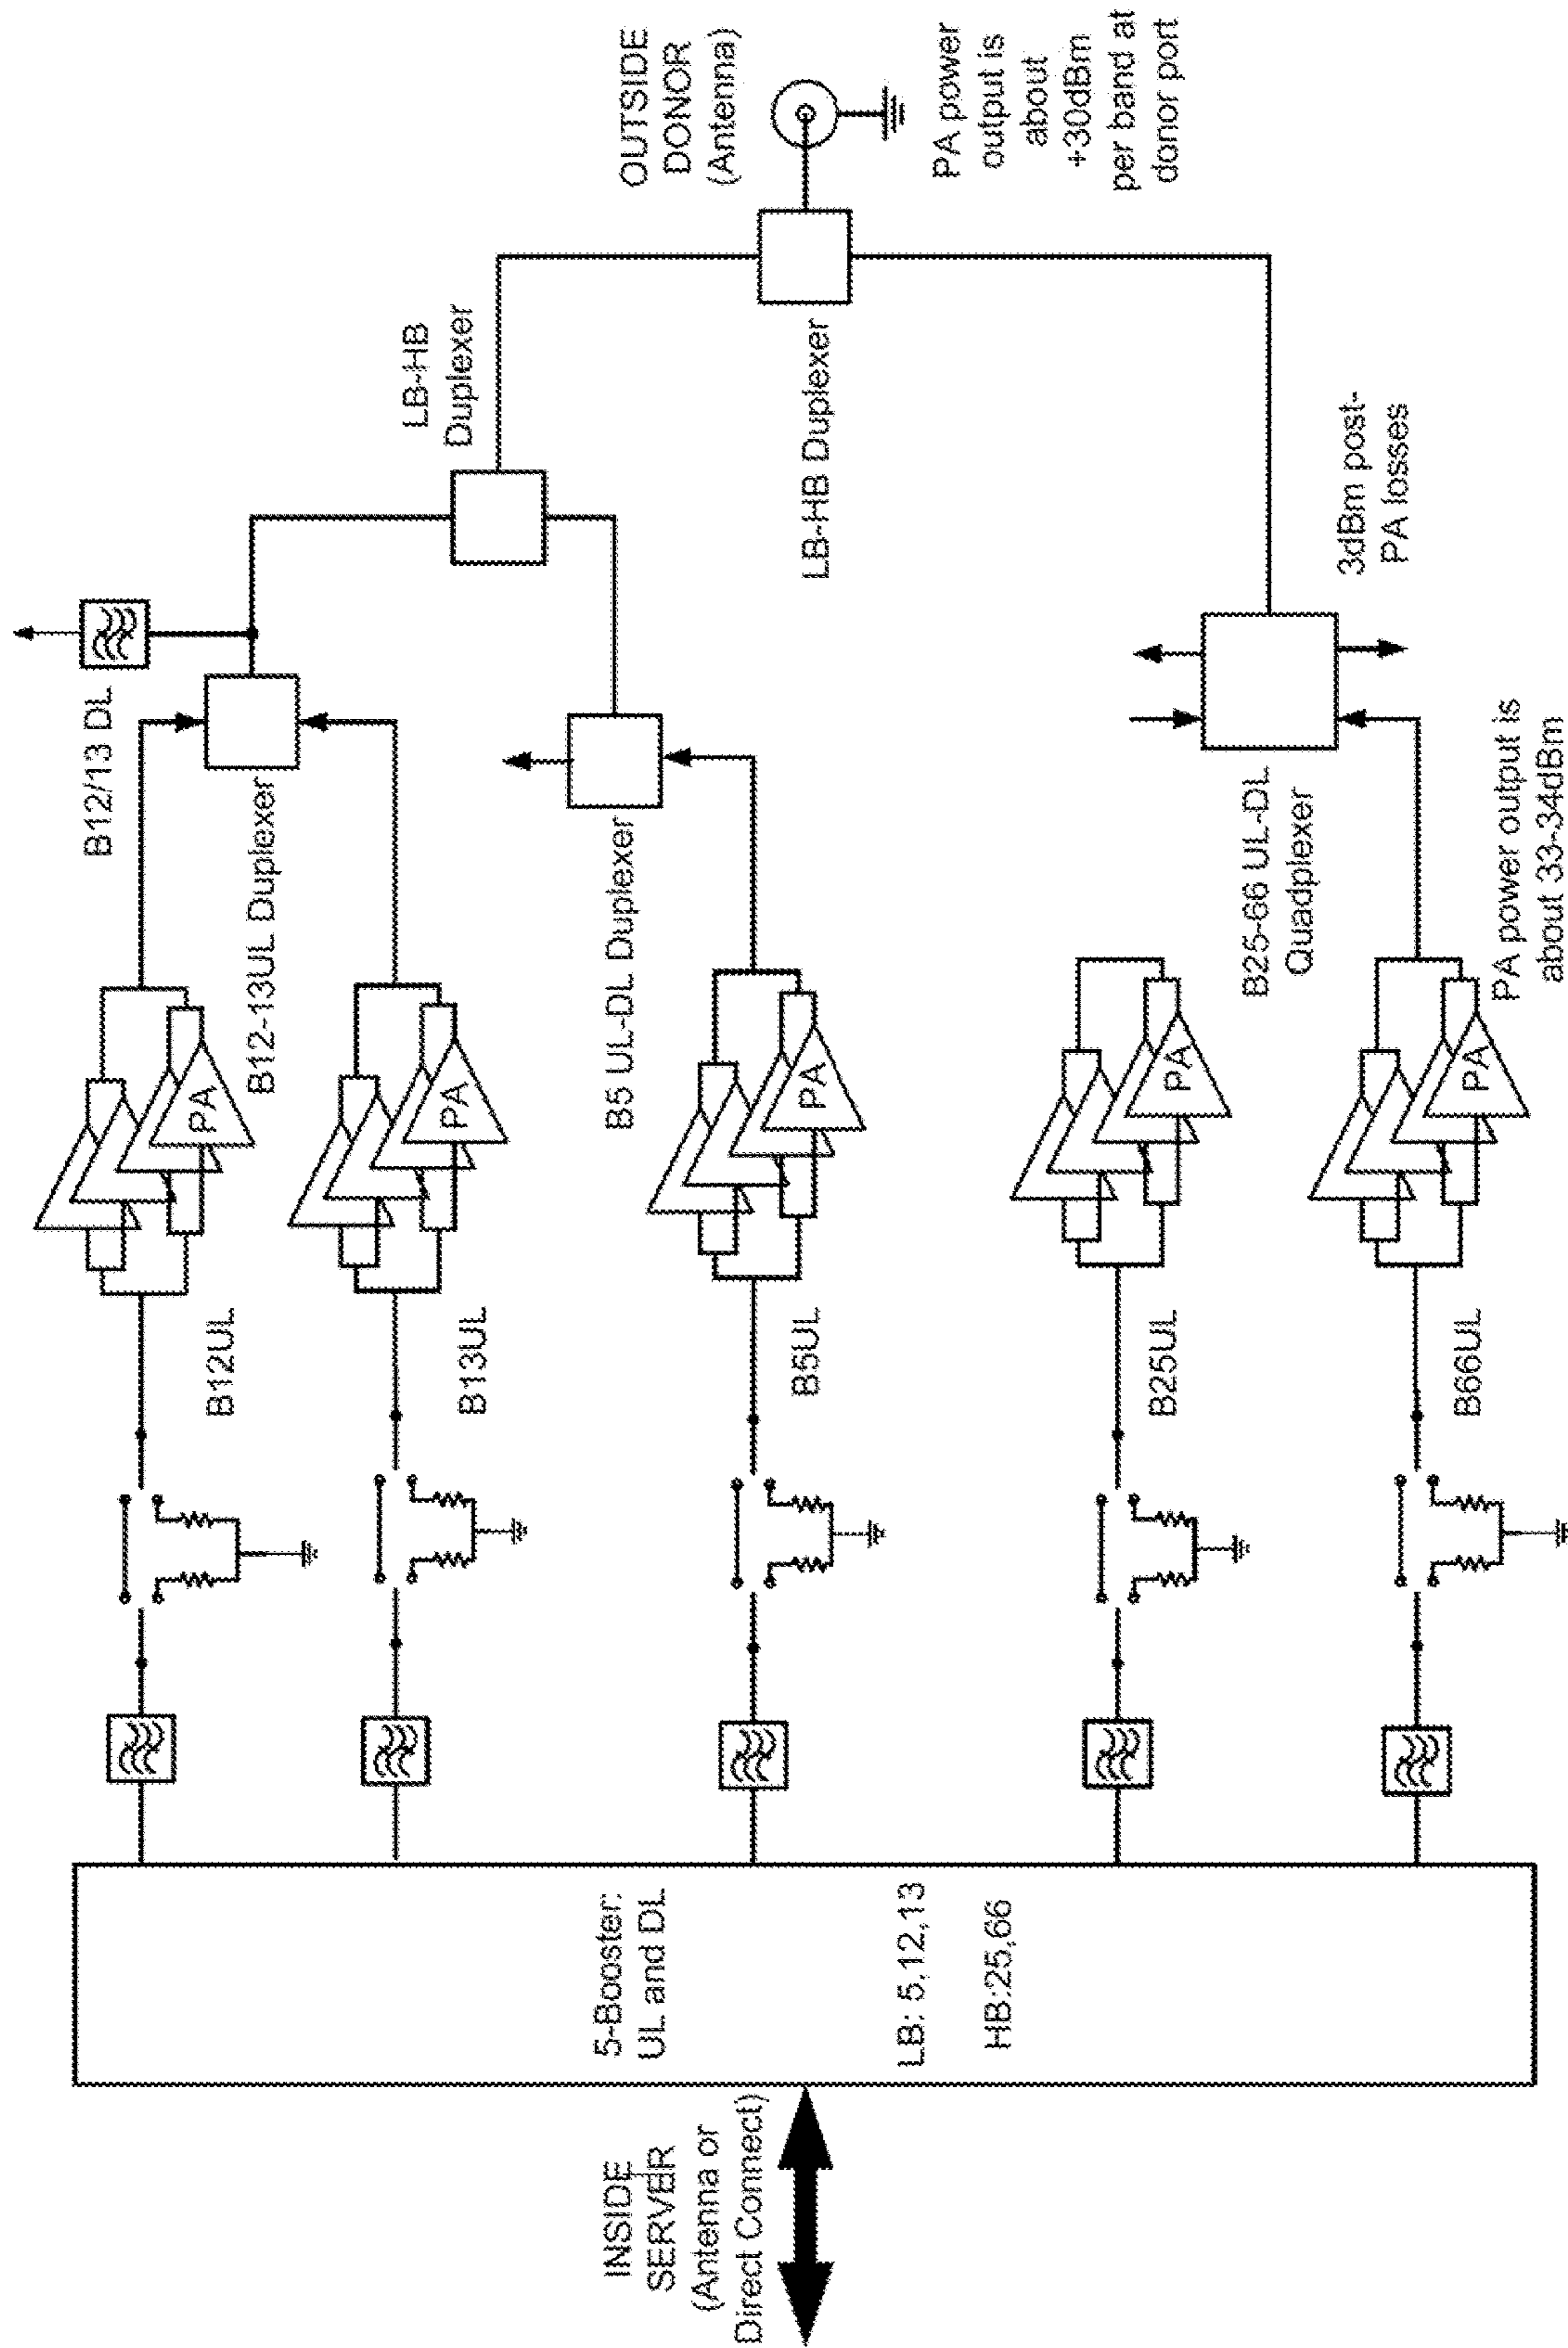 INSIDE
SERVER
(Antenna or
Direct Connect)
5-Booster:
UL and DL
LB: 5,12,13
HB:25,66
B12UL
B13UL
B5UL
B25UL
B66UL
PA
PA
PA
PA
PA
B12/13 DL
B12-13UL Duplexer
B5 UL-DL Duplexer
B25-66 UL-DL
Quadplexer
PA power output is
about 33-34dBm
LB-HB
Duplexer
LB-HB Duplexer
3dBm post-
PA losses
OUTSIDE
DONOR
(Antenna)
PA power
output is
about
+30dBm
per band at
donor port